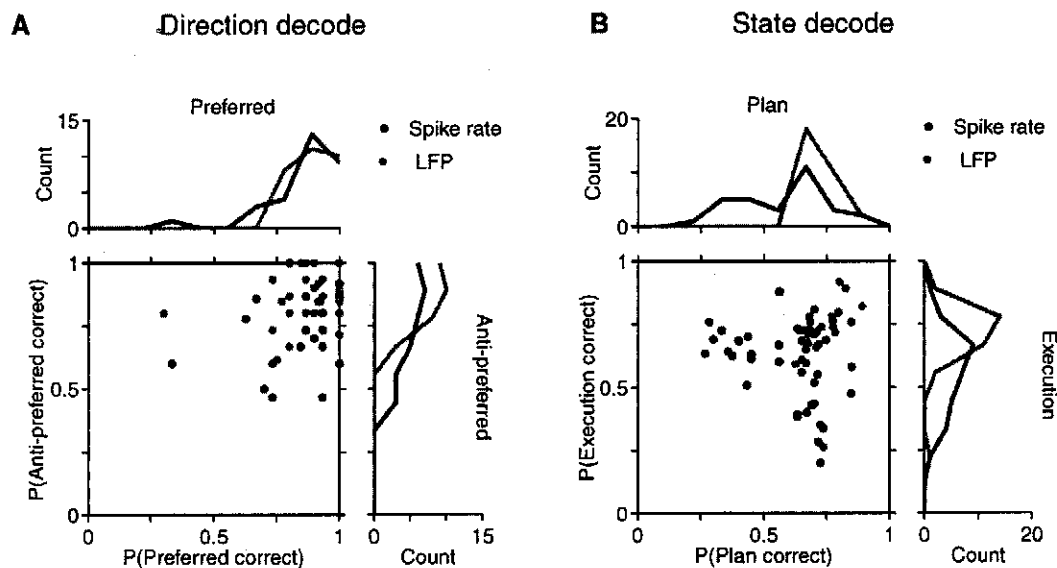 A Direction decode
Preferred
15
Count
0
Spike rate
LFP
1
P(Anti-preferred correct)
0.5
0
0 0.5 1
P(Preferred correct)
Anti-preferred
0 15
Count
B State decode
Plan
20
Count
0
Spike rate
LFP
1
P(Execution correct)
0.5
0
0 0.5 1
P(Plan correct)
Execution
0 20
Count